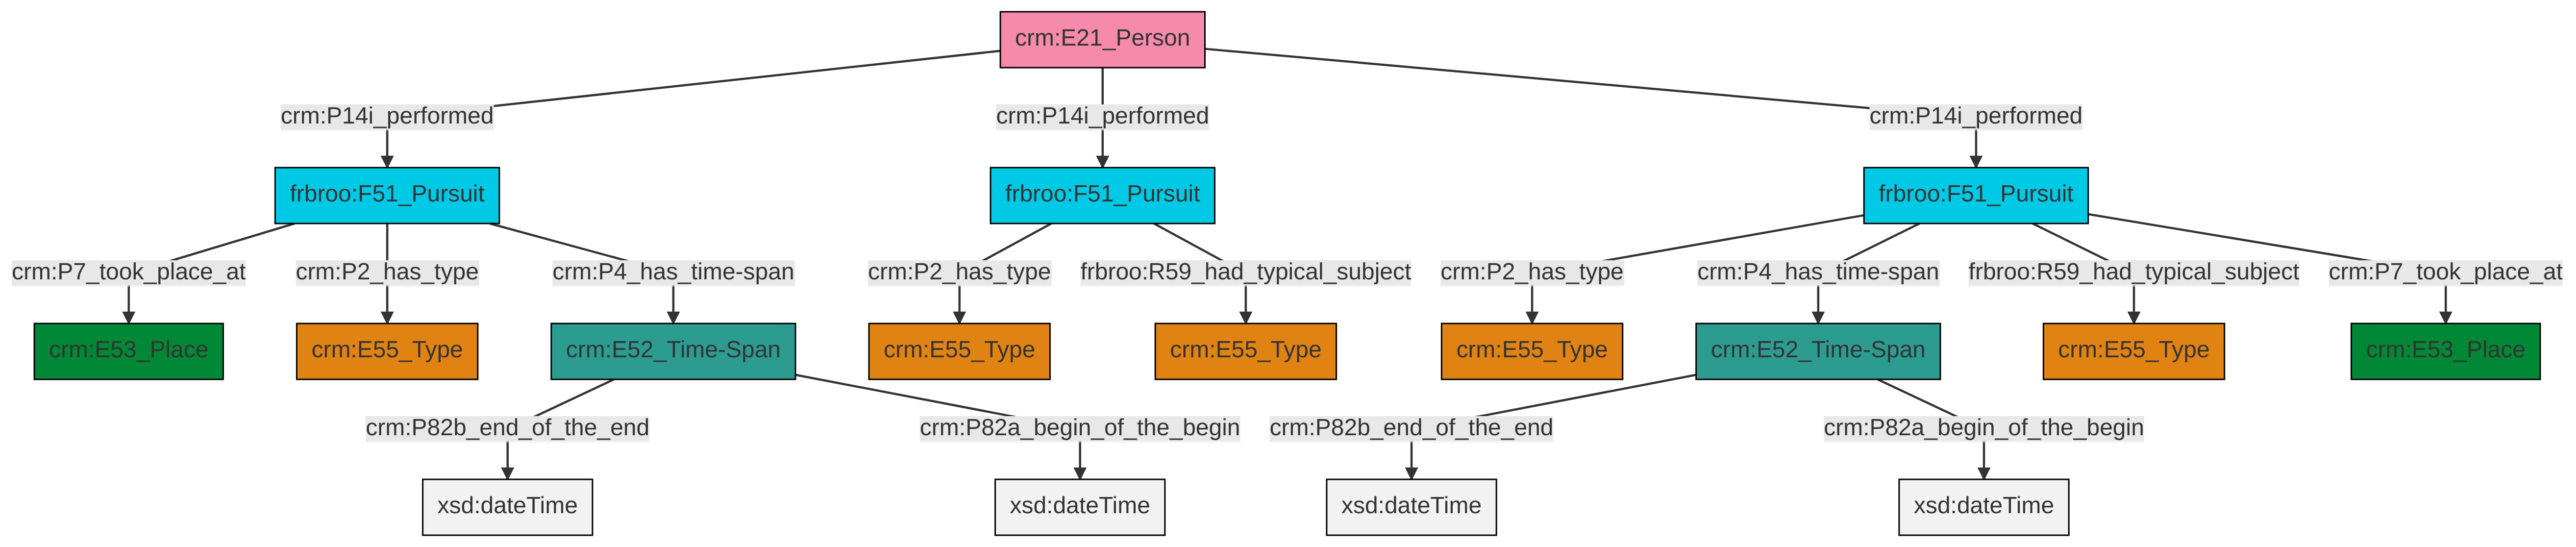 crm:E21_Person
crm:P14i_performed
crm:P14i_performed
crm:P14i_performed
frbroo:F51_Pursuit
frbroo:F51_Pursuit
frbroo:F51_Pursuit
crm:P7_took_place_at
crm:P2_has_type
crm:P4_has_time-span
crm:P2_has_type
frbroo:R59_had_typical_subject
crm:P2_has_type
crm:P4_has_time-span
frbroo:R59_had_typical_subject
crm:P7_took_place_at
crm:E53_Place
crm:E55_Type
crm:E52_Time-Span
crm:E55_Type
crm:E55_Type
crm:E55_Type
crm:E52_Time-Span
crm:E55_Type
crm:E53_Place
crm:P82b_end_of_the_end
crm:P82a_begin_of_the_begin
crm:P82b_end_of_the_end
crm:P82a_begin_of_the_begin
xsd:dateTime
xsd:dateTime
xsd:dateTime
xsd:dateTime